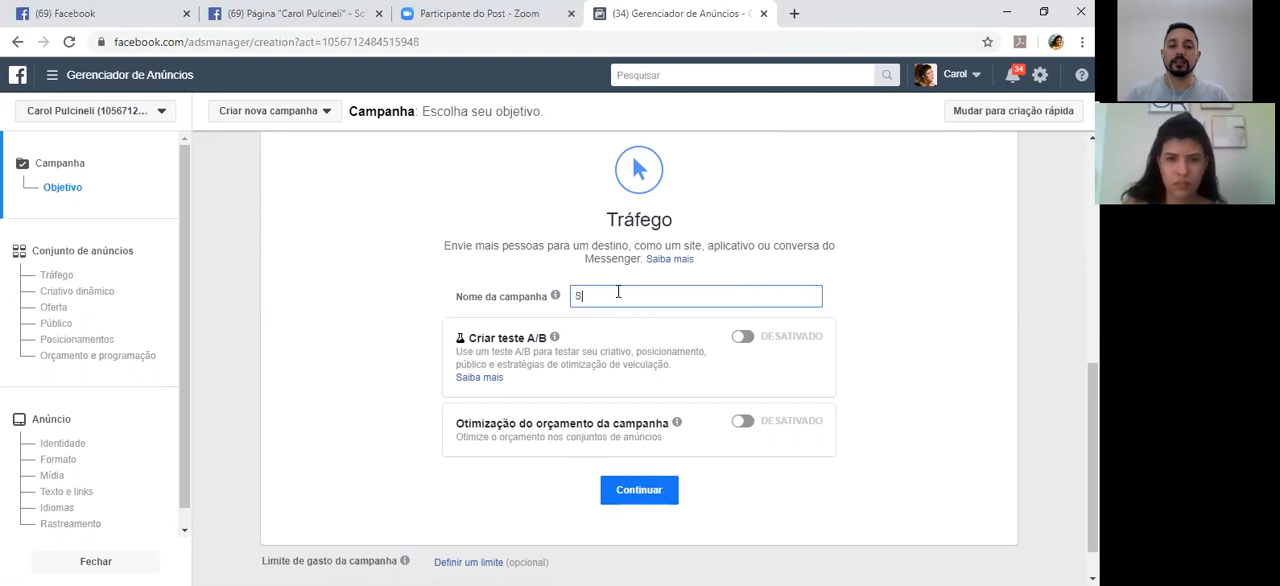 (69) Facebook
(69) Página "Carol Pulcineli" - So
Participante do Post - Zoom
(34) Gerenciador de Anúncios - C
facebook.com/adsmanager/creation?act=1056712484515948
Gerenciador de Anúncios
Pesquisar
Carol
34
Carol Pulcineli (1056712...
Criar nova campanha
Campanha: Escolha seu objetivo.
Mudar para criação rápida
Campanha
Objetivo
Conjunto de anúncios
Tráfego
Criativo dinâmico
Oferta
Público
Posicionamentos
Orçamento e programação
Anúncio
Identidade
Formato
Mídia
Texto e links
Idiomas
Rastreamento
Fechar
Tráfego
Envie mais pessoas para um destino, como um site, aplicativo ou conversa do
Messenger. Saiba mais
Nome da campanha
S
Criar teste A/B
DESATIVADO
Use um teste A/B para testar seu criativo, posicionamento,
público e estratégias de otimização de veiculação.
Saiba mais
Otimização do orçamento da campanha
DESATIVADO
Otimize o orçamento nos conjuntos de anúncios
Continuar
Limite de gasto da campanha
Definir um limite (opcional)